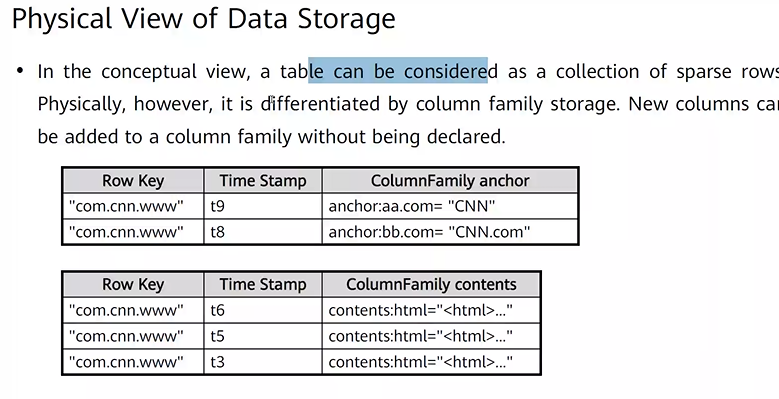 Physical View of Data Storage
• In the conceptual view, a table can be considered as a collection of sparse rows
Physically, however, it is differentiated by column family storage. New columns ca
be added to a column family without being declared.
Row Key Time Stamp ColumnFamily anchor
"com.cnn.www" t9 anchor:aa.com= "CNN"
"com.cnn.www" t8 anchor:bb.com= "CNN.com"
Row Key Time Stamp ColumnFamily contents
"com.cnn.www" t6 contents:html="<html>..."
"com.cnn.www" t5 contents:html="<html>..."
"com.cnn.www" t3 contents:html="<html>..."